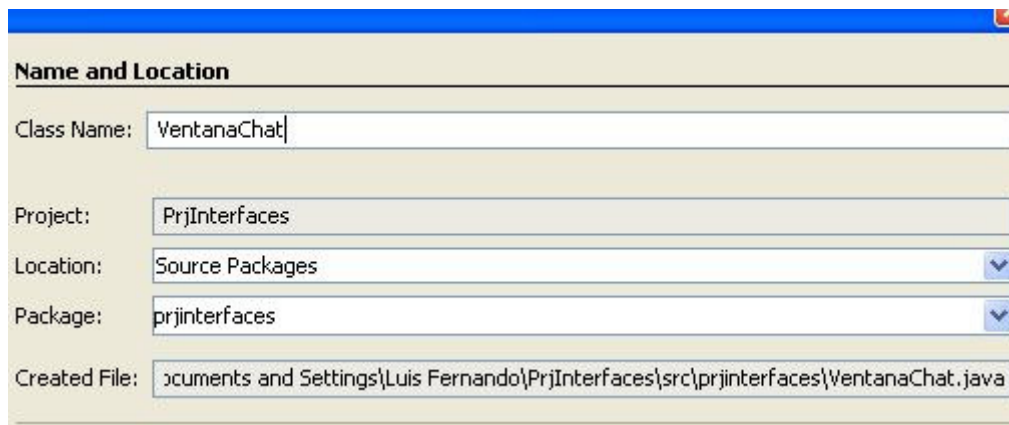 Name and Location
Class Name: VentanaChat
Project: PrjInterfaces
Location: Source Packages
Package: prjinterfaces
Created File: ocuments and Settings\Luis Fernando\PrjInterfaces\src\prjinterfaces\VentanaChat.java